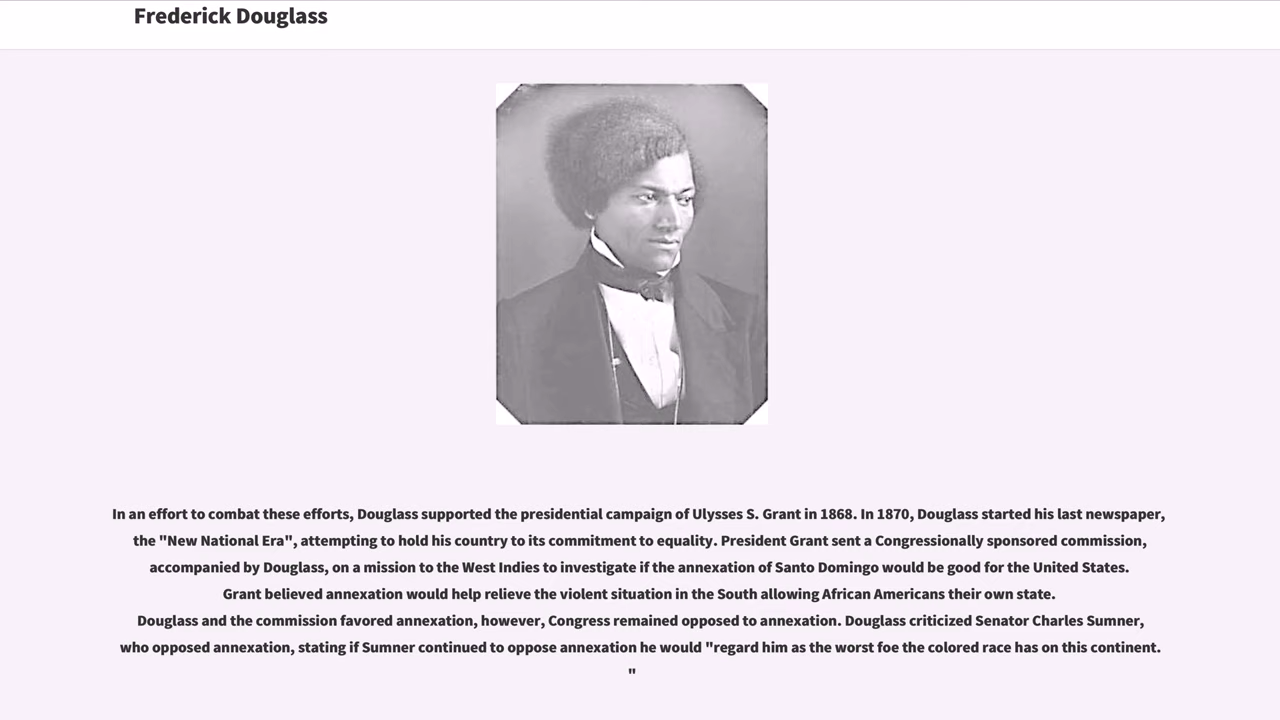 Frederick Douglass
In an effort to combat these efforts, Douglass supported the presidential campaign of Ulysses S. Grant in 1868. In 1870, Douglass started his last newspaper,
the "New National Era", attempting to hold his country to its commitment to equality. President Grant sent a Congressionally sponsored commission,
accompanied by Douglass, on a mission to the West Indies to investigate if the annexation of Santo Domingo would be good for the United States.
Grant believed annexation would help relieve the violent situation in the South allowing African Americans their own state.
Douglass and the commission favored annexation, however, Congress remained opposed to annexation. Douglass criticized Senator Charles Sumner,
who opposed annexation, stating if Sumner continued to oppose annexation he would "regard him as the worst foe the colored race has on this continent.
"